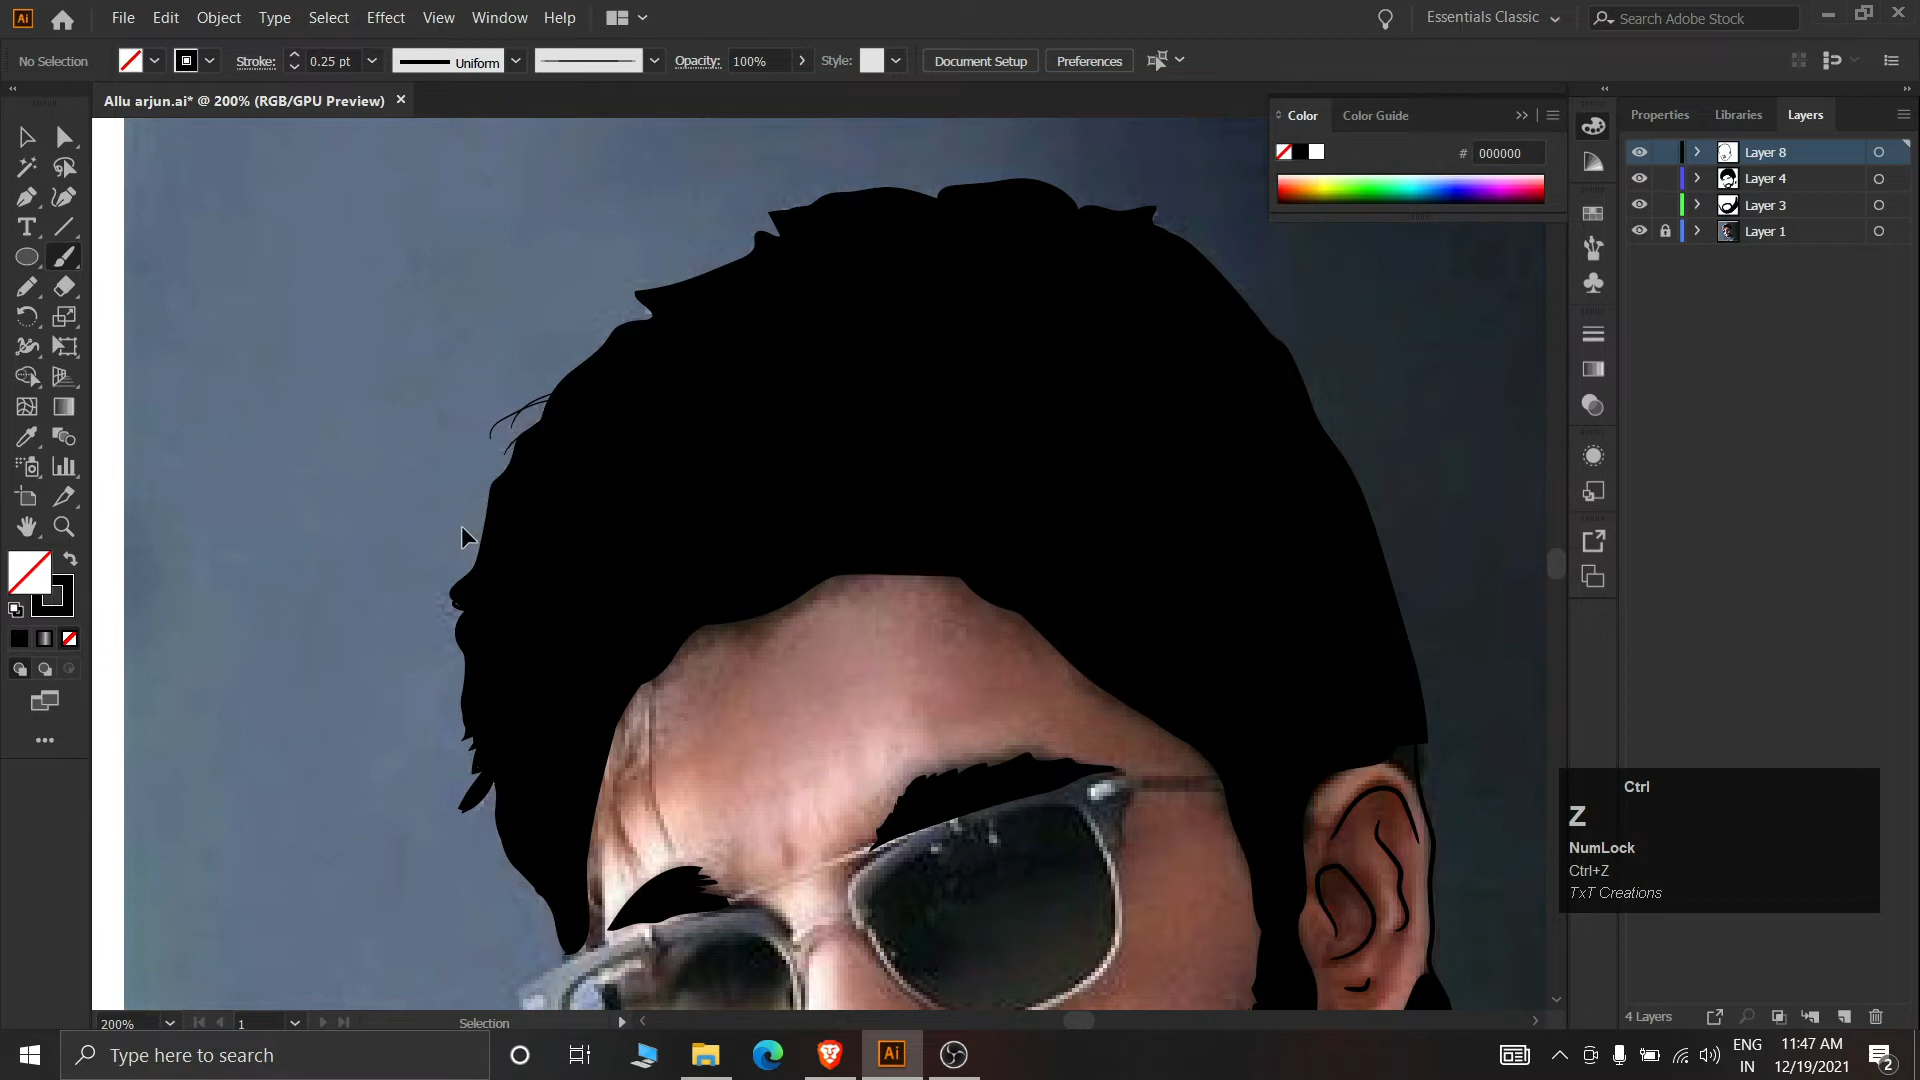 Ai File Edit Object Type Select Effect View Window Help Essentials Classic Search Adobe Stock
No Selection Stroke: 0.25 pt Uniform Opacity: 100% Style: Document Setup Preferences
Allu arjun.ai* @ 200% (RGB/GPU Preview) ×
Color Color Guide
# 000000
Properties Libraries Layers
Layer 8
Layer 4
Layer 3
Layer 1
Ctrl
Z
NumLock
Ctrl+Z
TxT Creations
200% 1 Selection
4 Layers
Type here to search
Ai
ENG
IN
11:47 AM
12/19/2021
2